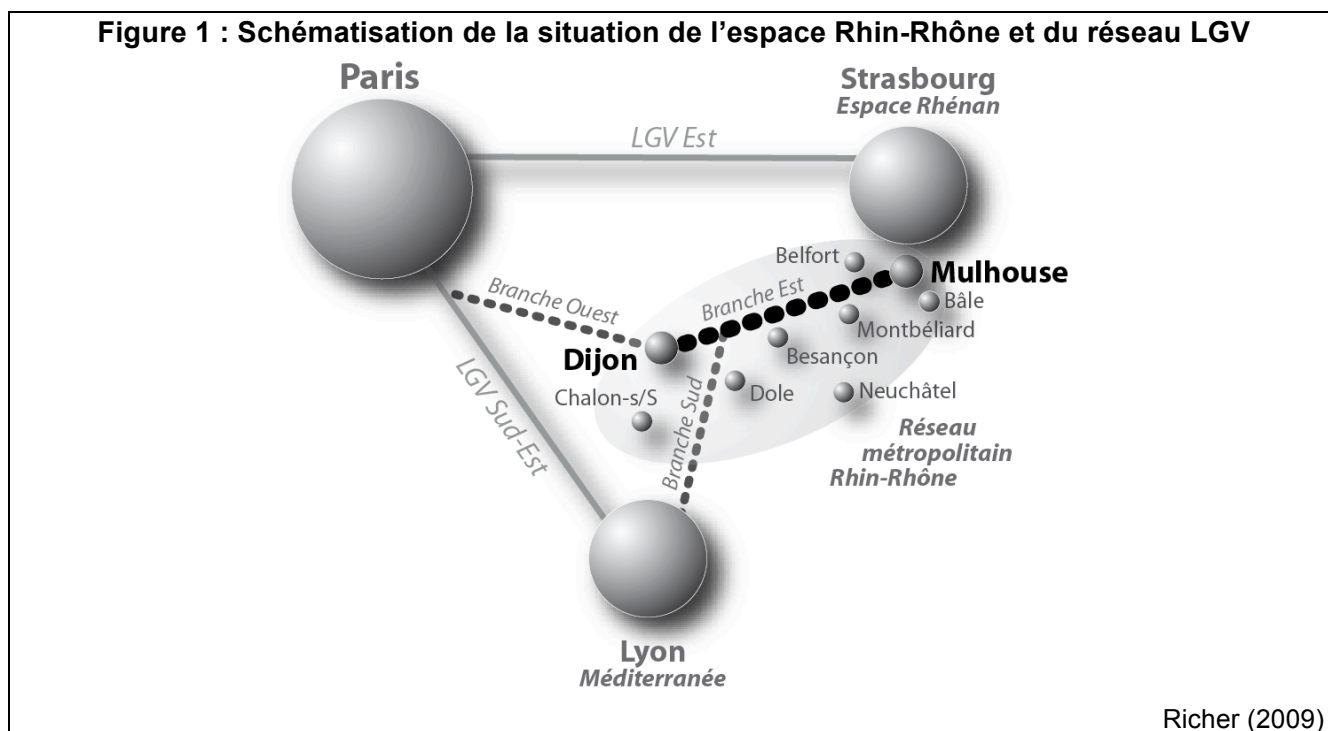 Figure 1 : Schématisation de la situation de l'espace Rhin-Rhône et du réseau LGV
Paris
Strasbourg
Espace Rhénan
LGV Est
Belfort
Mulhouse
Branche Ouest
Branche Est
Bâle
Montbéliard
Dijon
Besançon
LGV Sud-Est
Chalon-s/S
Branche Sud
Dole
Neuchâtel
Réseau
métropolitain
Rhin-Rhône
Lyon
Méditerranée
Richer (2009)